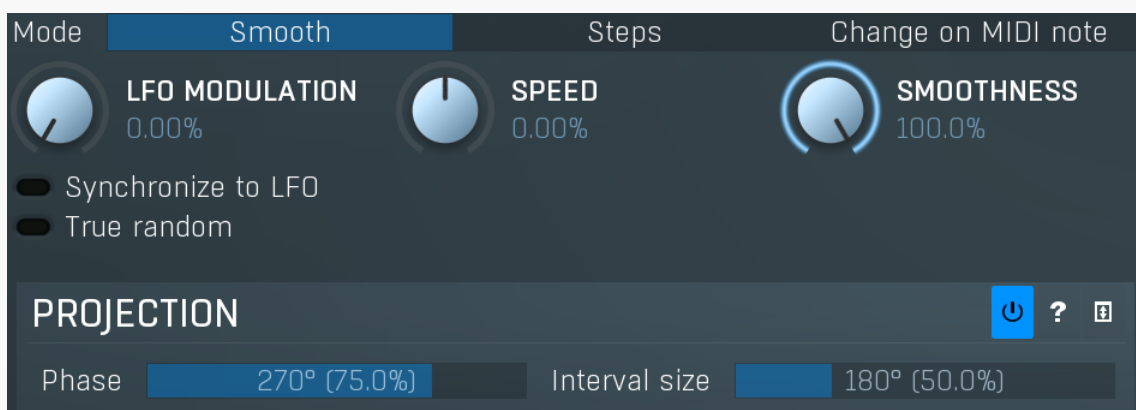 Mode Smooth Steps Change on MIDI note
LFO MODULATION SPEED SMOOTHNESS
0.00% 0.00% 100.0%
Synchronize to LFO
True random
PROJECTION ?
Phase 270° (75.0%) Interval size 180° (50.0%)